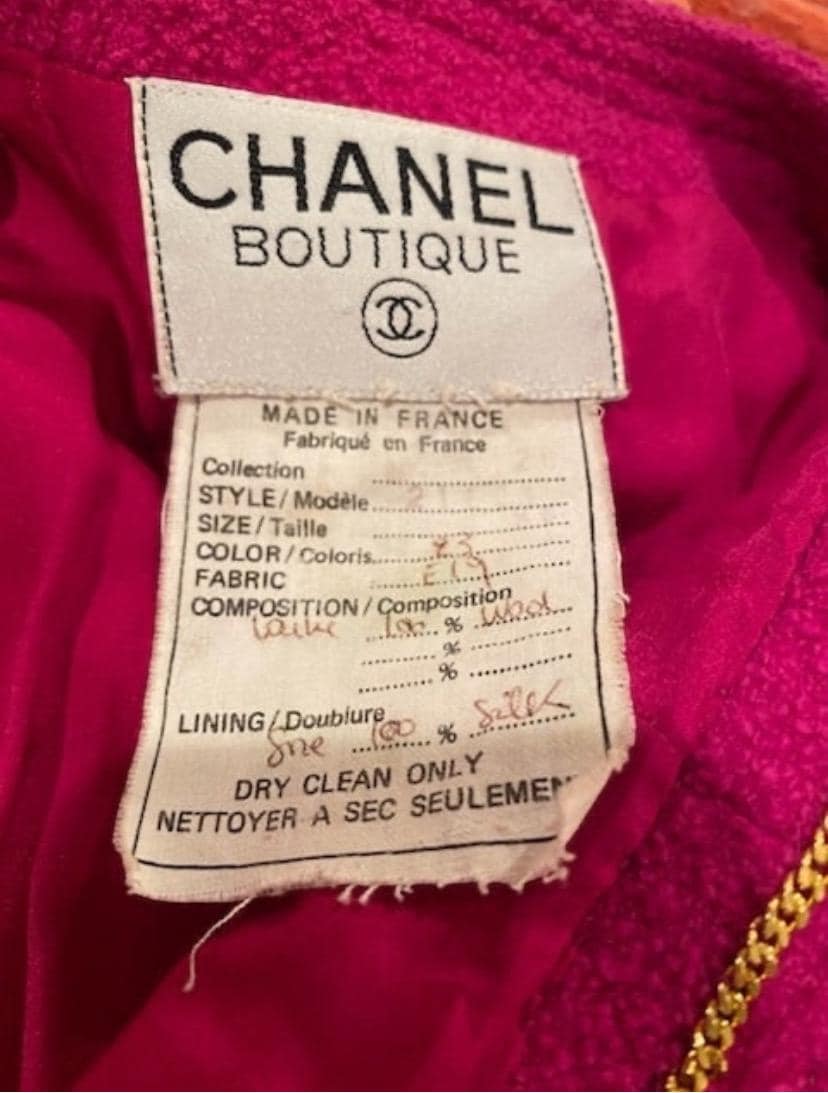 CHANEL
BOUTIQUE
MADE IN FRANCE
Fabriqué en France
Collection
STYLE/Modèle
SIZE/Taille
COLOR/Coloris
FABRIC
COMPOSITION/Composition
Laine 100 % Wool
%
%
LINING/Doublure
Soie 100 % Silk
DRY CLEAN ONLY
NETTOYER A SEC SEULEMEN